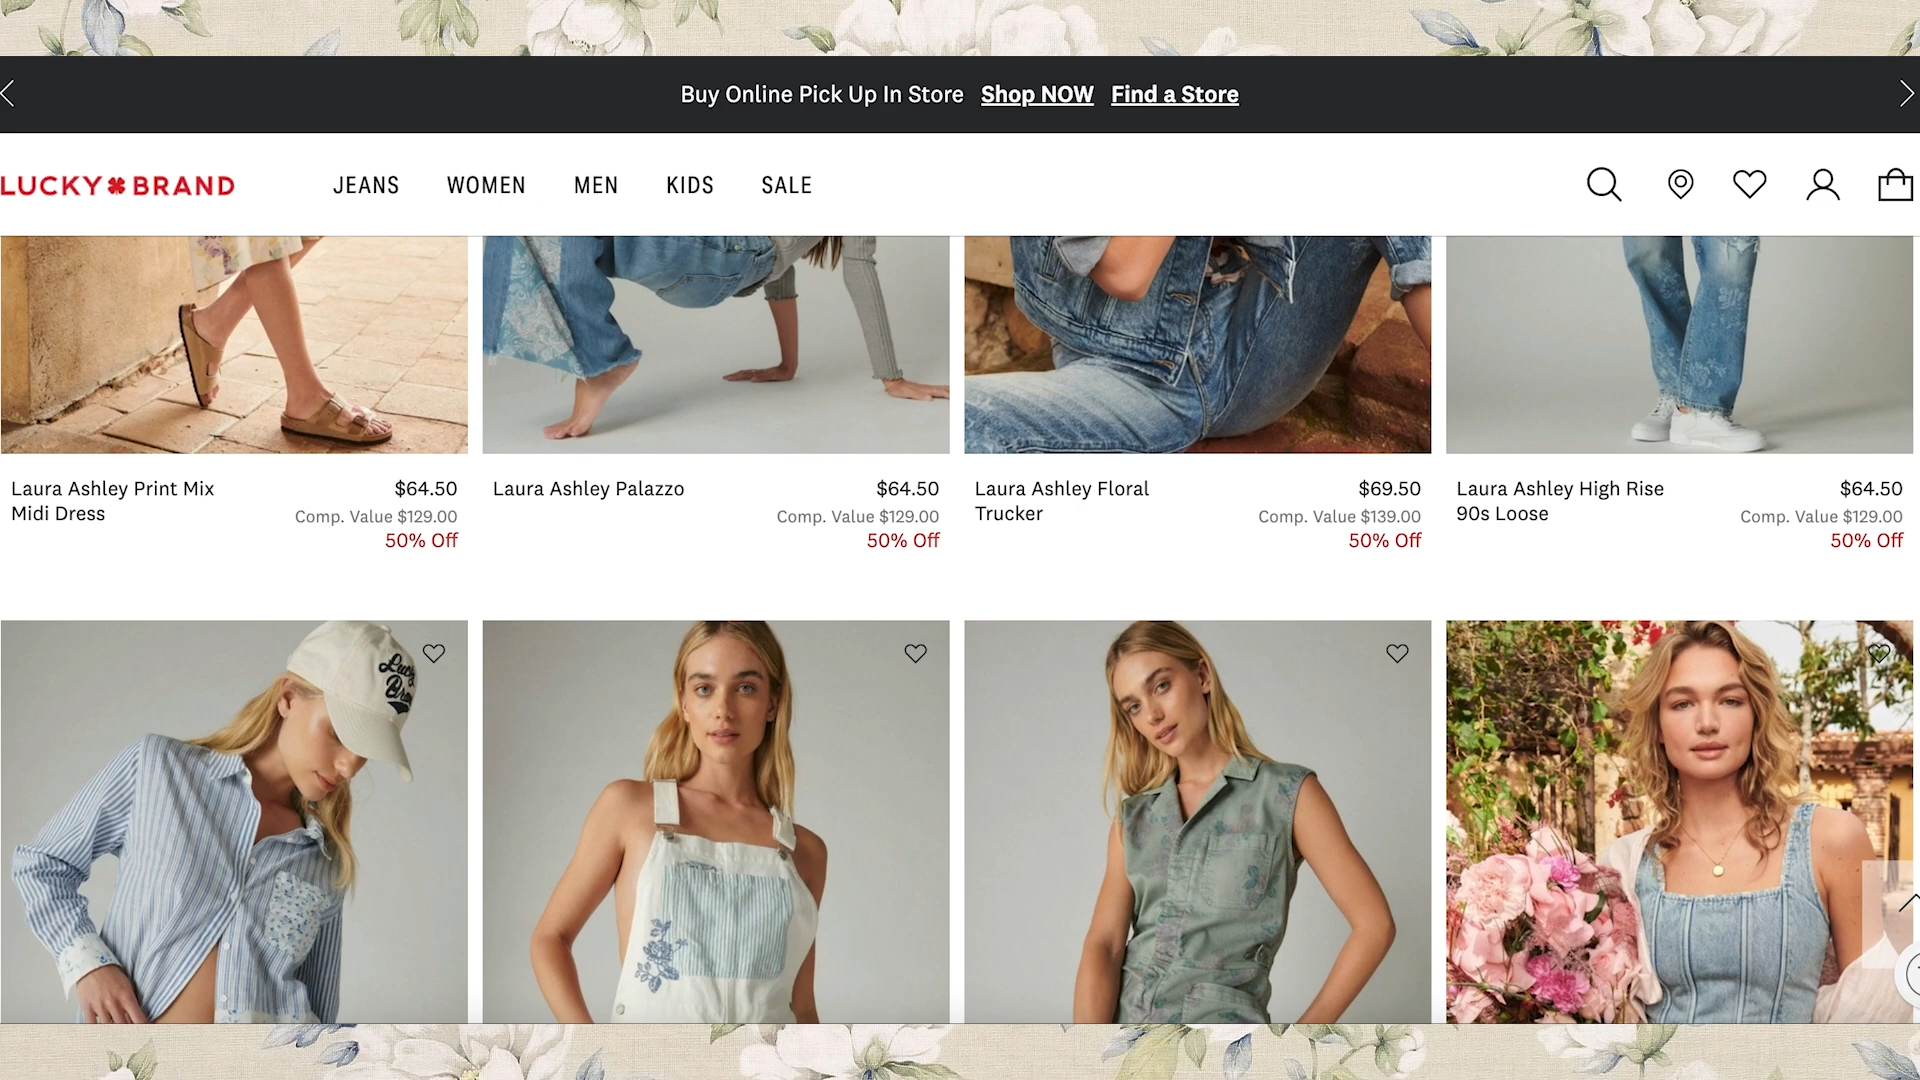 Buy Online Pick Up In Store Shop NOW Find a Store
LUCKY BRAND JEANS WOMEN MEN KIDS SALE
Laura Ashley Print Mix
Midi Dress
$64.50
Comp. Value $129.00
50% Off
Laura Ashley Palazzo
$64.50
Comp. Value $129.00
50% Off
Laura Ashley Floral
Trucker
$69.50
Comp. Value $139.00
50% Off
Laura Ashley High Rise
90s Loose
$64.50
Comp. Value $129.00
50% Off
Lucky
Brand